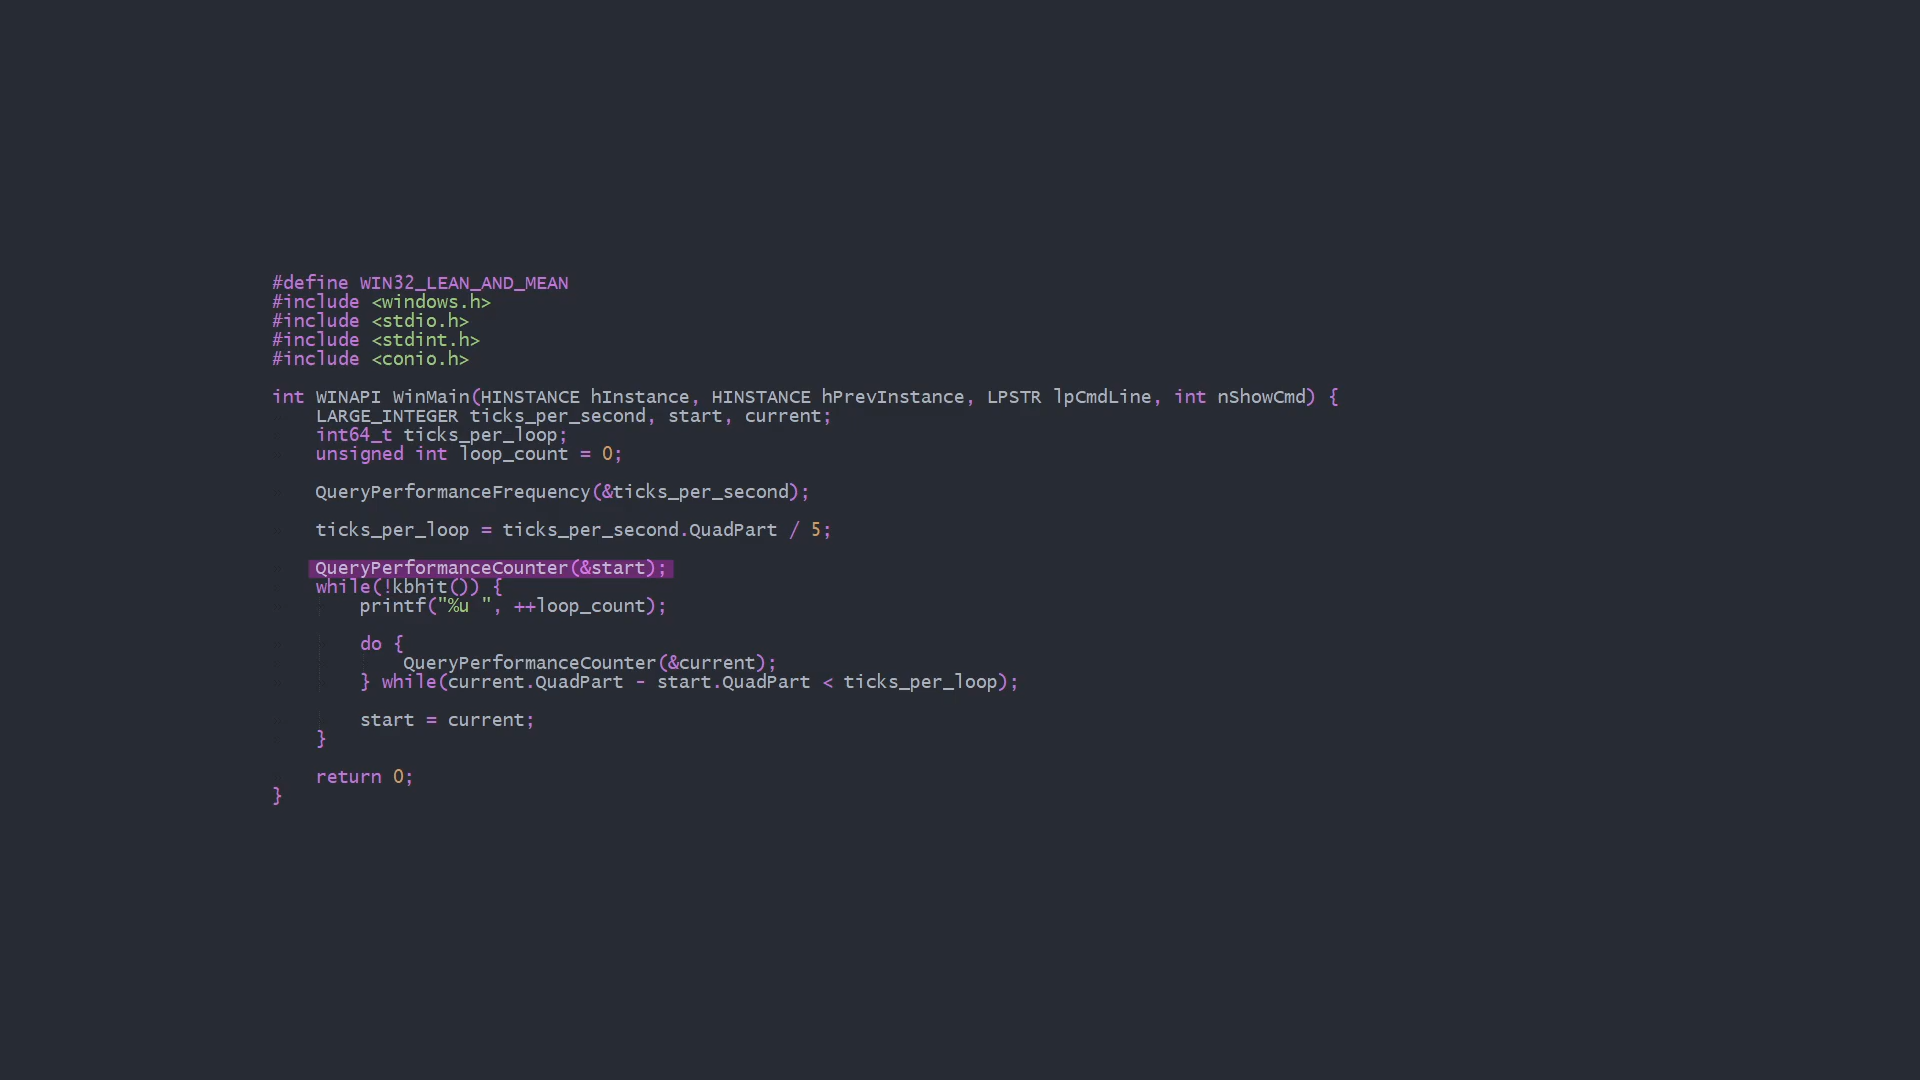 #define WIN32_LEAN_AND_MEAN
#include <windows.h>
#include <stdio.h>
#include <stdint.h>
#include <conio.h>
int WINAPI WinMain(HINSTANCE hInstance, HINSTANCE hPrevInstance, LPSTR lpCmdLine, int nShowCmd) {
    LARGE_INTEGER ticks_per_second, start, current;
    int64_t ticks_per_loop;
    unsigned int loop_count = 0;
    QueryPerformanceFrequency(&ticks_per_second);
    ticks_per_loop = ticks_per_second.QuadPart / 5;
    QueryPerformanceCounter(&start);
    while(!kbhit()) {
        printf("%u ", ++loop_count);
        do {
            QueryPerformanceCounter(&current);
        } while(current.QuadPart - start.QuadPart < ticks_per_loop);
        start = current;
    }
    return 0;
}